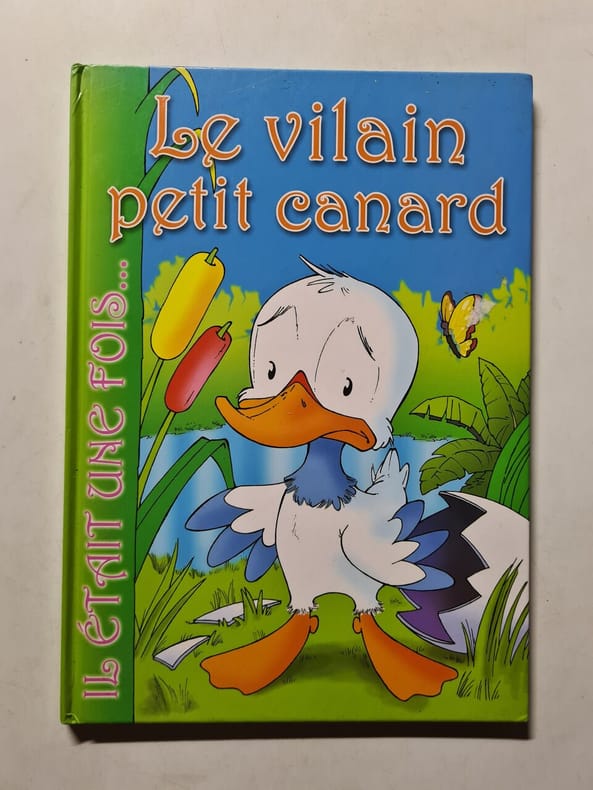 Le vilain
petit canard
IL ÉTAIT UNE FOIS...